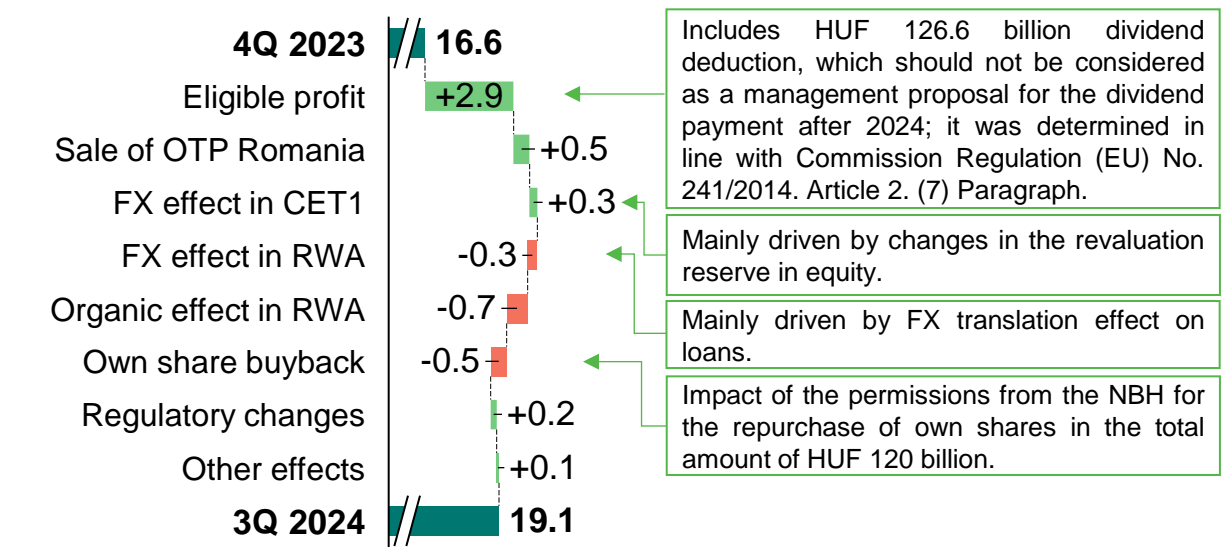 4Q 2023 16.6
Eligible profit +2.9
Sale of OTP Romania +0.5
FX effect in CET1 +0.3
FX effect in RWA -0.3
Organic effect in RWA -0.7
Own share buyback -0.5
Regulatory changes +0.2
Other effects +0.1
3Q 2024 19.1
Includes HUF 126.6 billion dividend
deduction, which should not be considered
as a management proposal for the dividend
payment after 2024; it was determined in
line with Commission Regulation (EU) No.
241/2014. Article 2. (7) Paragraph.
Mainly driven by changes in the revaluation
reserve in equity.
Mainly driven by FX translation effect on
loans.
Impact of the permissions from the NBH for
the repurchase of own shares in the total
amount of HUF 120 billion.